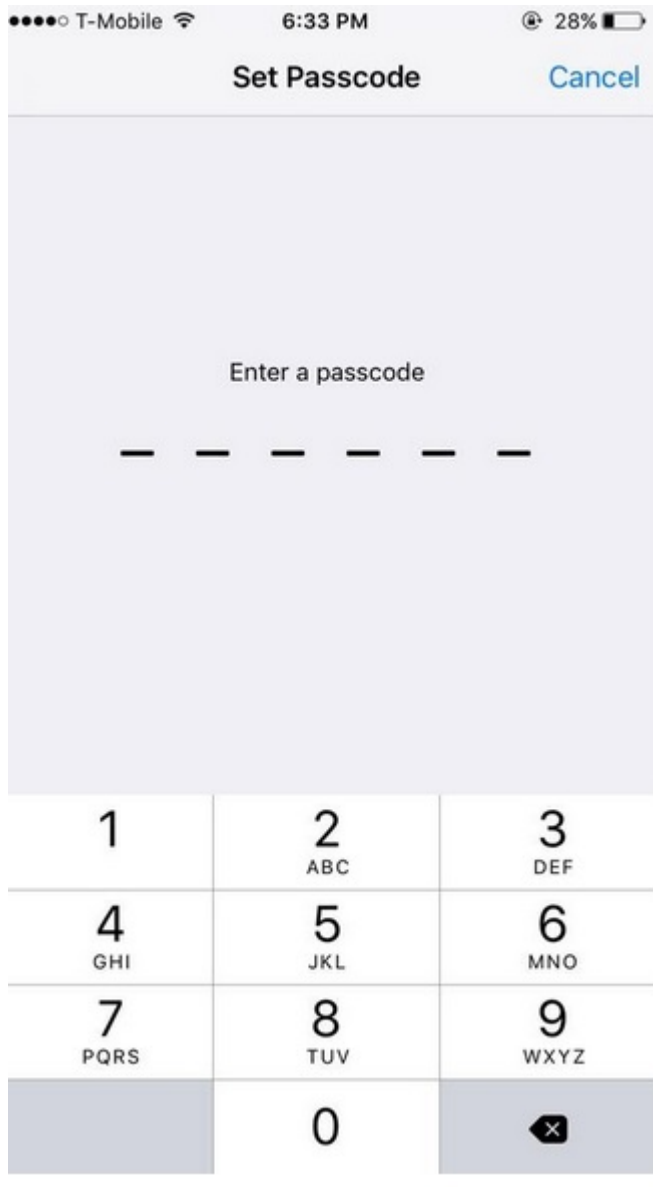 T-Mobile 6:33 PM 28%
Set Passcode Cancel
Enter a passcode
1 2 3
ABC DEF
4 5 6
GHI JKL MNO
7 8 9
PQRS TUV WXYZ
0